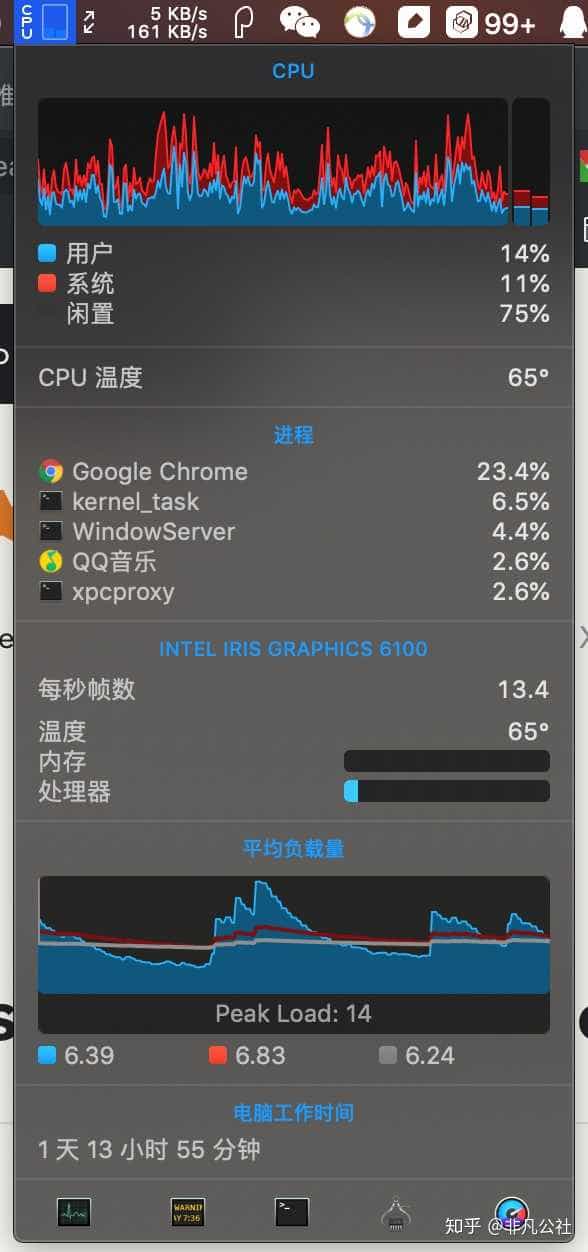 CPU
5 KB/s
161 KB/s
99+
CPU
用户 14%
系统 11%
闲置 75%
CPU 温度 65°
进程
Google Chrome 23.4%
kernel_task 6.5%
WindowServer 4.4%
QQ音乐 2.6%
xpcproxy 2.6%
INTEL IRIS GRAPHICS 6100
每秒帧数 13.4
温度 65°
内存
处理器
平均负载量
Peak Load: 14
6.39 6.83 6.24
电脑工作时间
1 天 13 小时 55 分钟
WARNIN
AY 7:36
知乎 @非凡公社